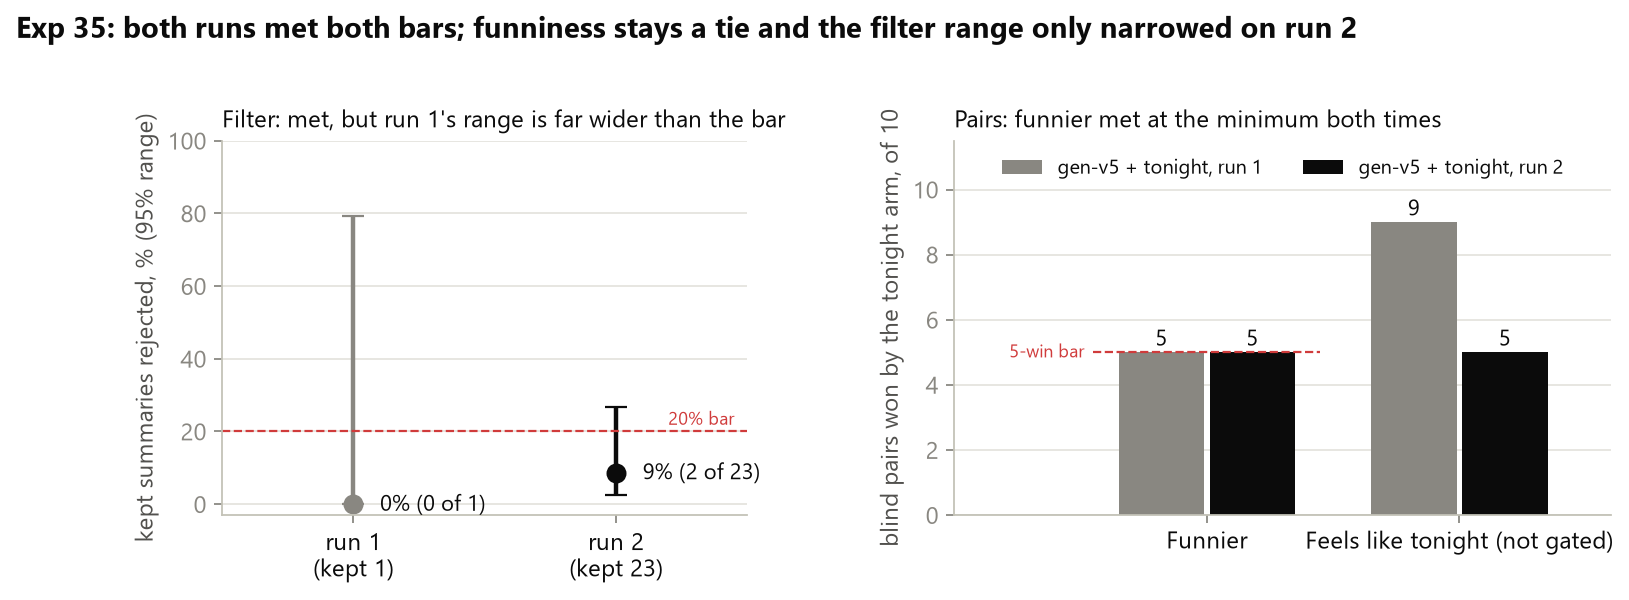 Exp 35: both runs met both bars; funniness stays a tie and the filter range only narrowed on run 2
Filter: met, but run 1's range is far wider than the bar
kept summaries rejected, % (95% range)
100
80
60
40
20
0
20% bar
0% (0 of 1)
9% (2 of 23)
run 1
(kept 1)
run 2
(kept 23)
Pairs: funnier met at the minimum both times
blind pairs won by the tonight arm, of 10
gen-v5 + tonight, run 1
gen-v5 + tonight, run 2
10
8
6
4
2
0
5-win bar
5
5
9
5
Funnier
Feels like tonight (not gated)